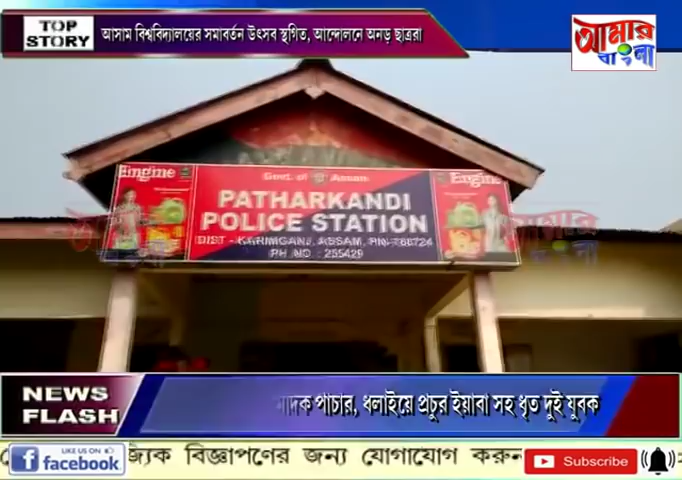 TOP STORY
আসাম বিশ্ববিদ্যালয়ের সমাবর্তন উৎসব স্থগিত, আন্দোলনে অনড় ছাত্ররা
আমার
বাংলা
Govt. of Assam
Engine
PATHARKANDI
Engine
POLICE STATION
DIST - KARIMGANJ, ASSAM, PIN-788724
PH NO : 255429
NEWS
FLASH
পাচার, ধলাইয়ে প্রচুর ইয়াবা সহ ধৃত দুই যুবক
LIKE US ON
facebook
বিজ্ঞাপণের জন্য যোগাযোগ করুন
Subscribe